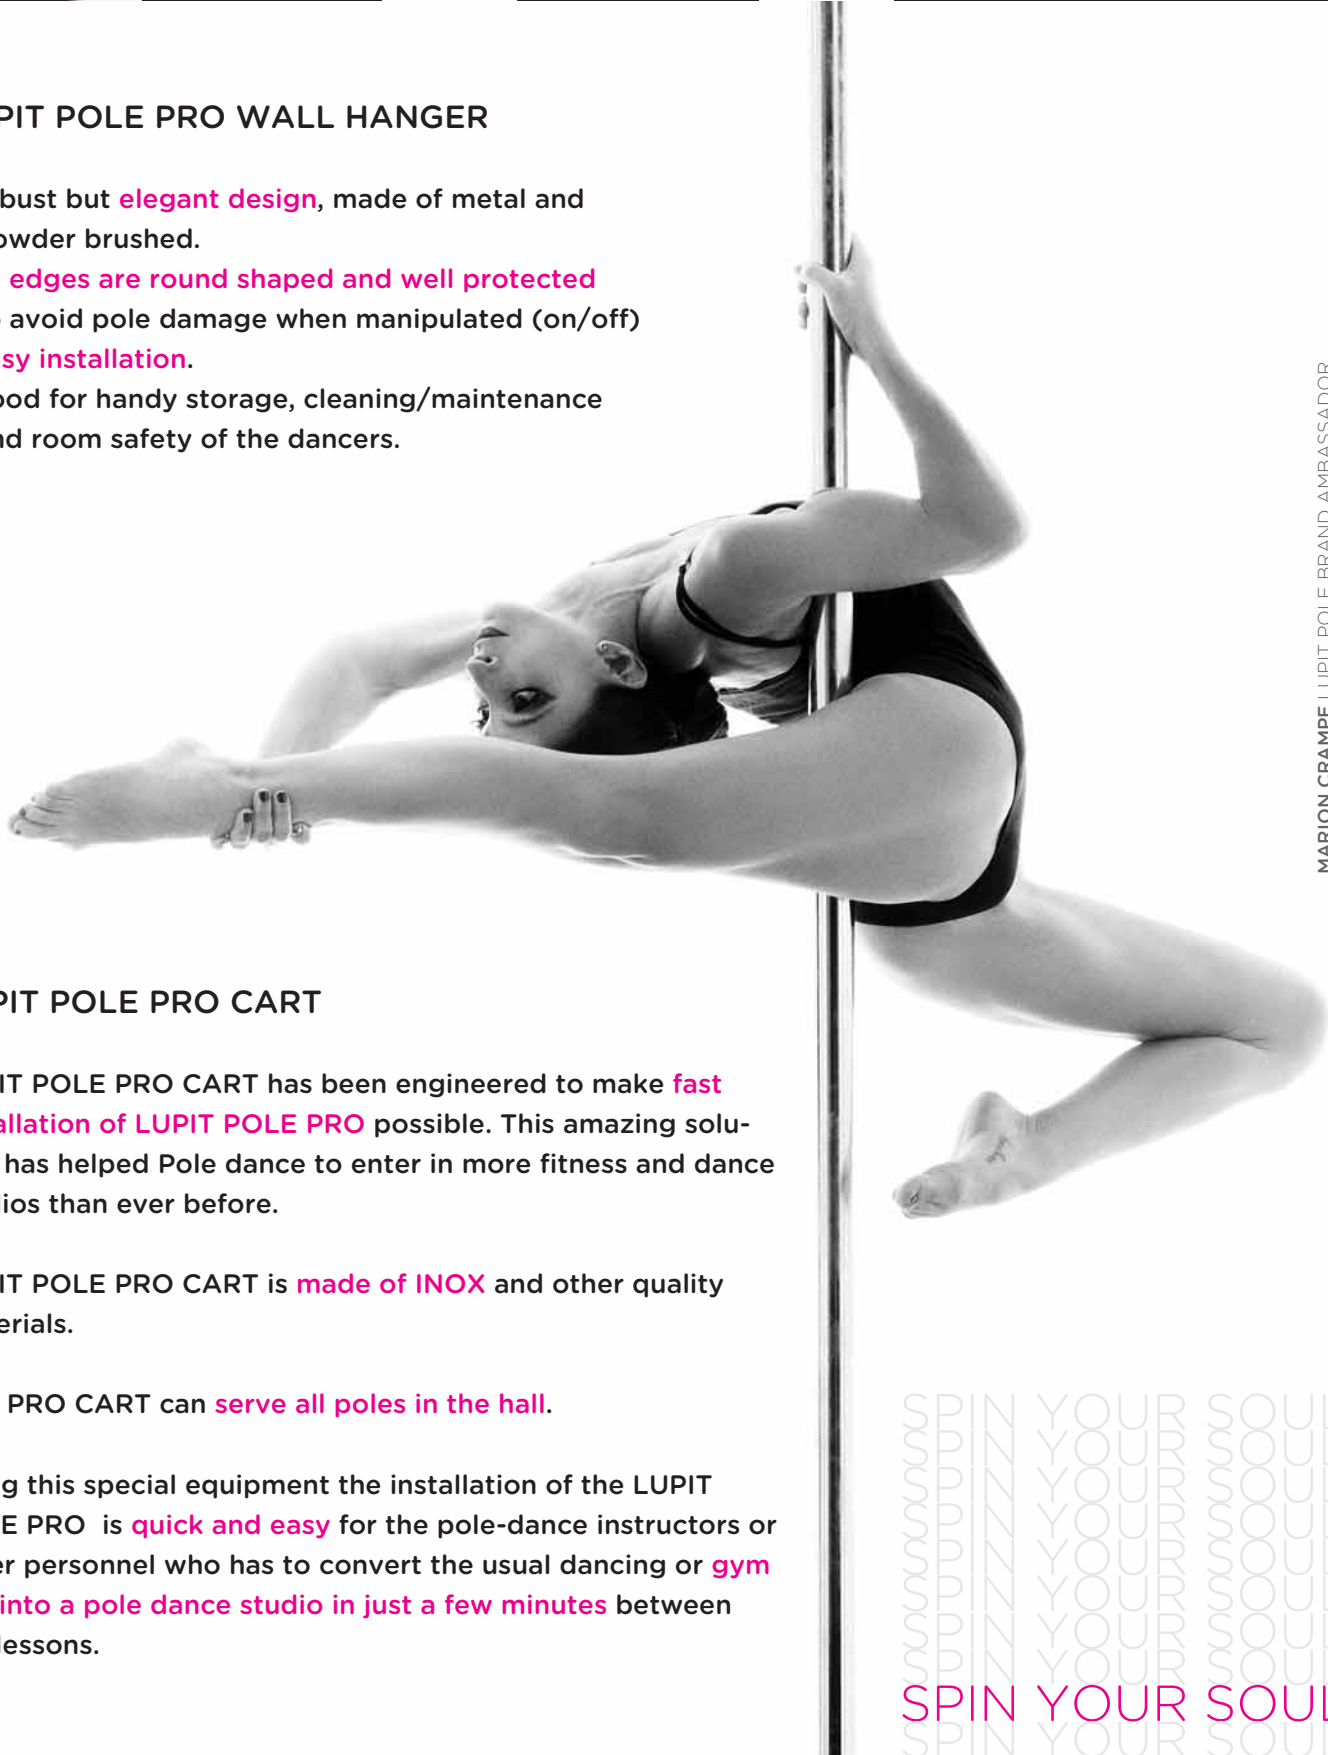 PIT POLE PRO WALL HANGER
bust but elegant design, made of metal and
owder brushed.
edges are round shaped and well protected
avoid pole damage when manipulated (on/off)
sy installation.
ood for handy storage, cleaning/maintenance
nd room safety of the dancers.
MARION CRAMPE LUPIT POLE BRAND AMBASSADOR
PIT POLE PRO CART
IT POLE PRO CART has been engineered to make fast
allation of LUPIT POLE PRO possible. This amazing solu-
has helped Pole dance to enter in more fitness and dance
dios than ever before.
IT POLE PRO CART is made of INOX and other quality
erials.
PRO CART can serve all poles in the hall.
g this special equipment the installation of the LUPIT
E PRO is quick and easy for the pole-dance instructors or
er personnel who has to convert the usual dancing or gym
into a pole dance studio in just a few minutes between
lessons.
SPIN YOUR SOUL
SPIN YOUR SOUL
SPIN YOUR SOUL
SPIN YOUR SOUL
SPIN YOUR SOUL
SPIN YOUR SOUL
SPIN YOUR SOUL
SPIN YOUR SOUL
SPIN YOUR SOUL
SPIN YOUR SOUL